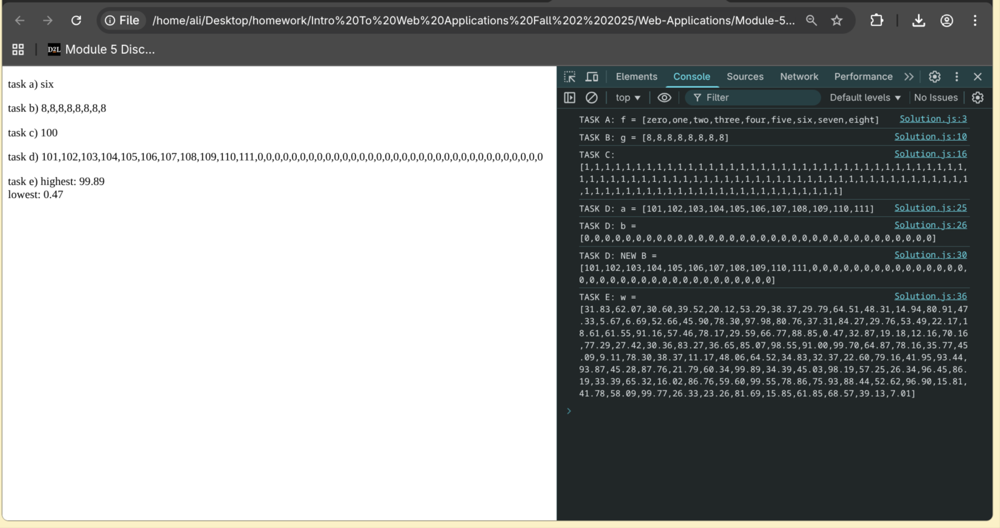 File
/home/ali/Desktop/homework/Intro%20To%20Web%20Applications%20Fall%202%202025/Web-Applications/Module-5...
D2L Module 5 Disc...
task a) six
task b) 8,8,8,8,8,8,8,8
task c) 100
task d) 101,102,103,104,105,106,107,108,109,110,111,0,0,0,0,0,0,0,0,0,0,0,0,0,0,0,0,0,0,0,0,0,0,0,0,0,0,0,0,0,0,0,0,0,0
task e) highest: 99.89
lowest: 0.47
Elements Console Sources Network Performance
top Filter Default levels No Issues
TASK A: f = [zero,one,two,three,four,five,six,seven,eight] Solution.js:3
TASK B: g = [8,8,8,8,8,8,8,8] Solution.js:10
TASK C: Solution.js:16
[1,1,1,1,1,1,1,1,1,1,1,1,1,1,1,1,1,1,1,1,1,1,1,1,1,1,1,1,1,1,1,1,1,1,1,1,1,
1,1,1,1,1,1,1,1,1,1,1,1,1,1,1,1,1,1,1,1,1,1,1,1,1,1,1,1,1,1,1,1,1,1,1,1,1,1
,1,1,1,1,1,1,1,1,1,1,1,1,1,1,1,1,1,1,1,1,1,1,1,1,1]
TASK D: a = [101,102,103,104,105,106,107,108,109,110,111] Solution.js:25
TASK D: b = Solution.js:26
[0,0,0,0,0,0,0,0,0,0,0,0,0,0,0,0,0,0,0,0,0,0,0,0,0,0,0,0,0,0,0,0,0,0]
TASK D: NEW B = Solution.js:30
[101,102,103,104,105,106,107,108,109,110,111,0,0,0,0,0,0,0,0,0,0,0,0,0,0,0,
0,0,0,0,0,0,0,0,0,0,0,0,0,0,0,0,0,0,0]
TASK E: w = Solution.js:36
[31.83,62.07,30.60,39.52,20.12,53.29,38.37,29.79,64.51,48.31,14.94,80.91,47
.33,5.67,6.69,52.66,45.90,78.30,97.98,80.76,37.31,84.27,29.76,53.49,22.17,1
8.61,61.55,91.16,57.46,78.17,29.59,66.77,88.85,0.47,32.87,19.18,12.16,70.16
,77.29,27.42,30.36,83.27,36.65,85.07,98.55,91.00,99.70,64.87,78.16,35.77,45
.09,9.11,78.30,38.37,11.17,48.06,64.52,34.83,32.37,22.60,79.16,41.95,93.44,
93.87,45.28,87.76,21.79,60.34,99.89,34.39,45.03,98.19,57.25,26.34,96.45,86.
19,33.39,65.32,16.02,86.76,59.60,99.55,78.86,75.93,88.44,52.62,96.90,15.81,
41.78,58.09,99.77,26.33,23.26,81.69,15.85,61.85,68.57,39.13,7.01]